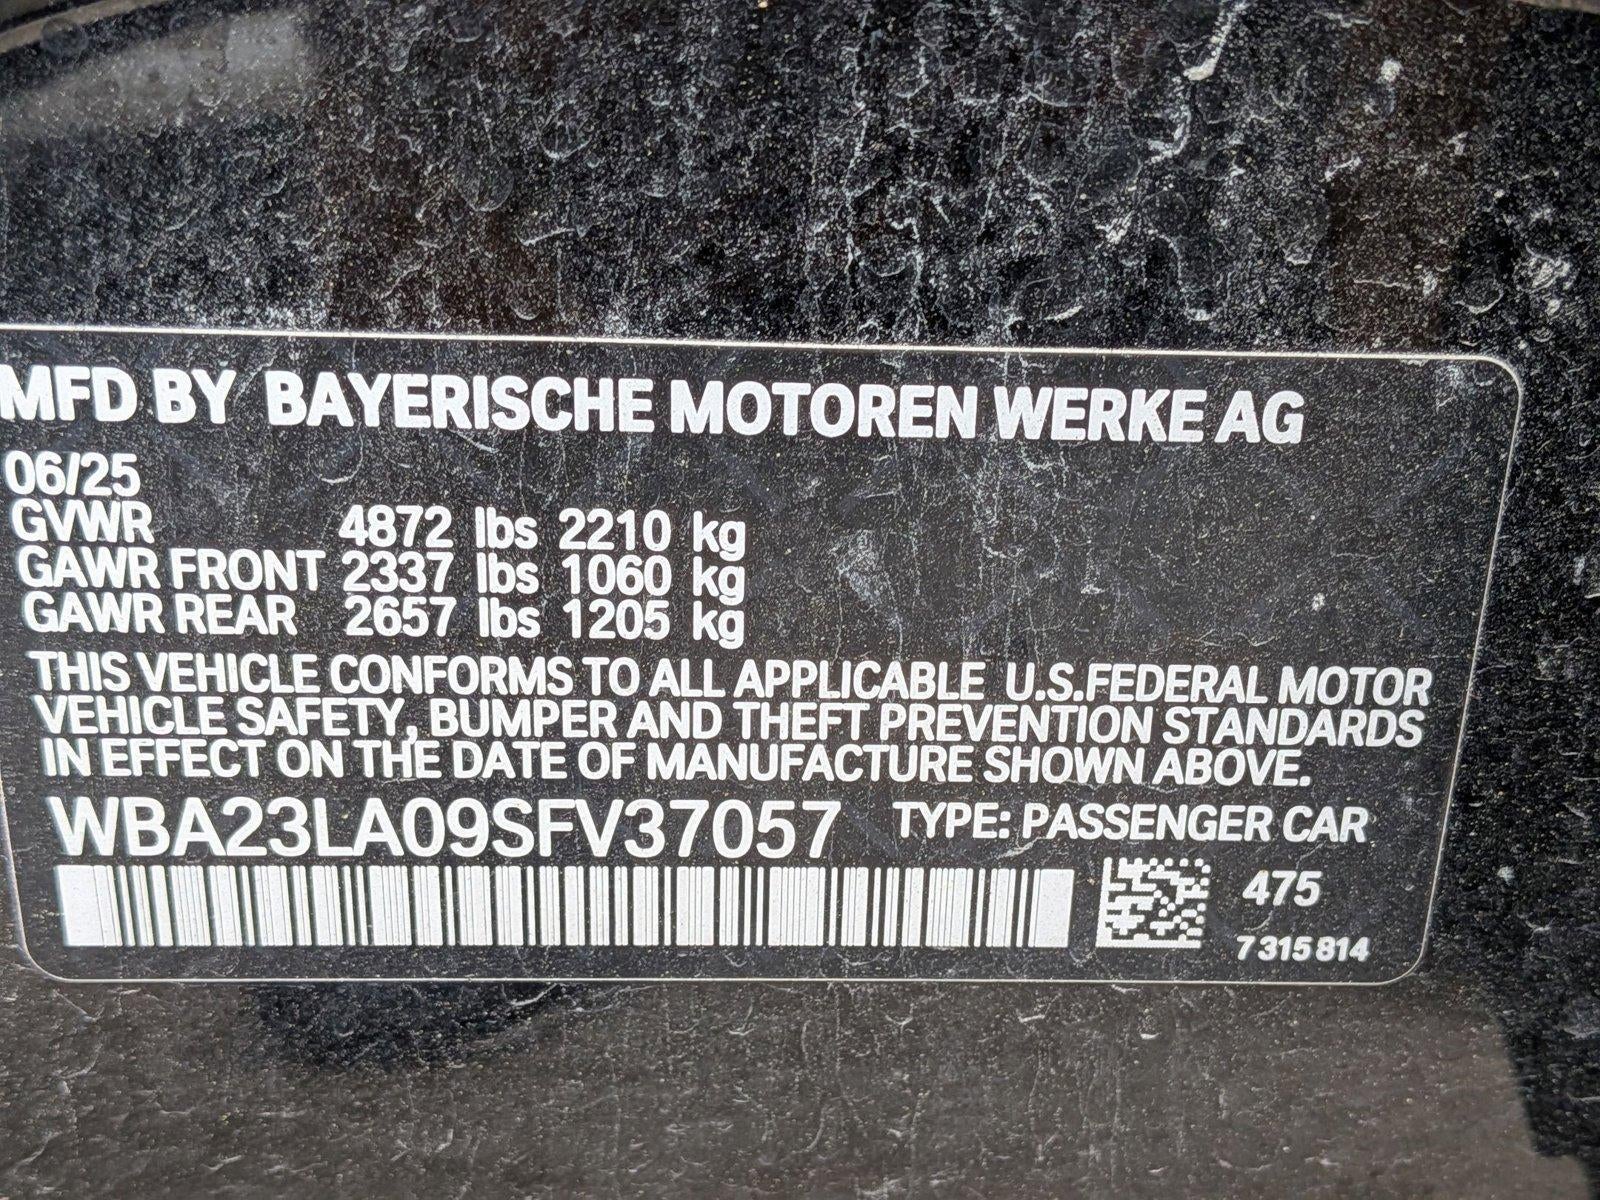 MFD BY BAYERISCHE MOTOREN WERKE AG
06/25
GVWR 4872 lbs 2210 kg
GAWR FRONT 2337 lbs 1060 kg
GAWR REAR 2657 lbs 1205 kg
THIS VEHICLE CONFORMS TO ALL APPLICABLE U.S.FEDERAL MOTOR
VEHICLE SAFETY, BUMPER AND THEFT PREVENTION STANDARDS
IN EFFECT ON THE DATE OF MANUFACTURE SHOWN ABOVE.
WBA23LA09SFV37057 TYPE: PASSENGER CAR
475
7 315 814